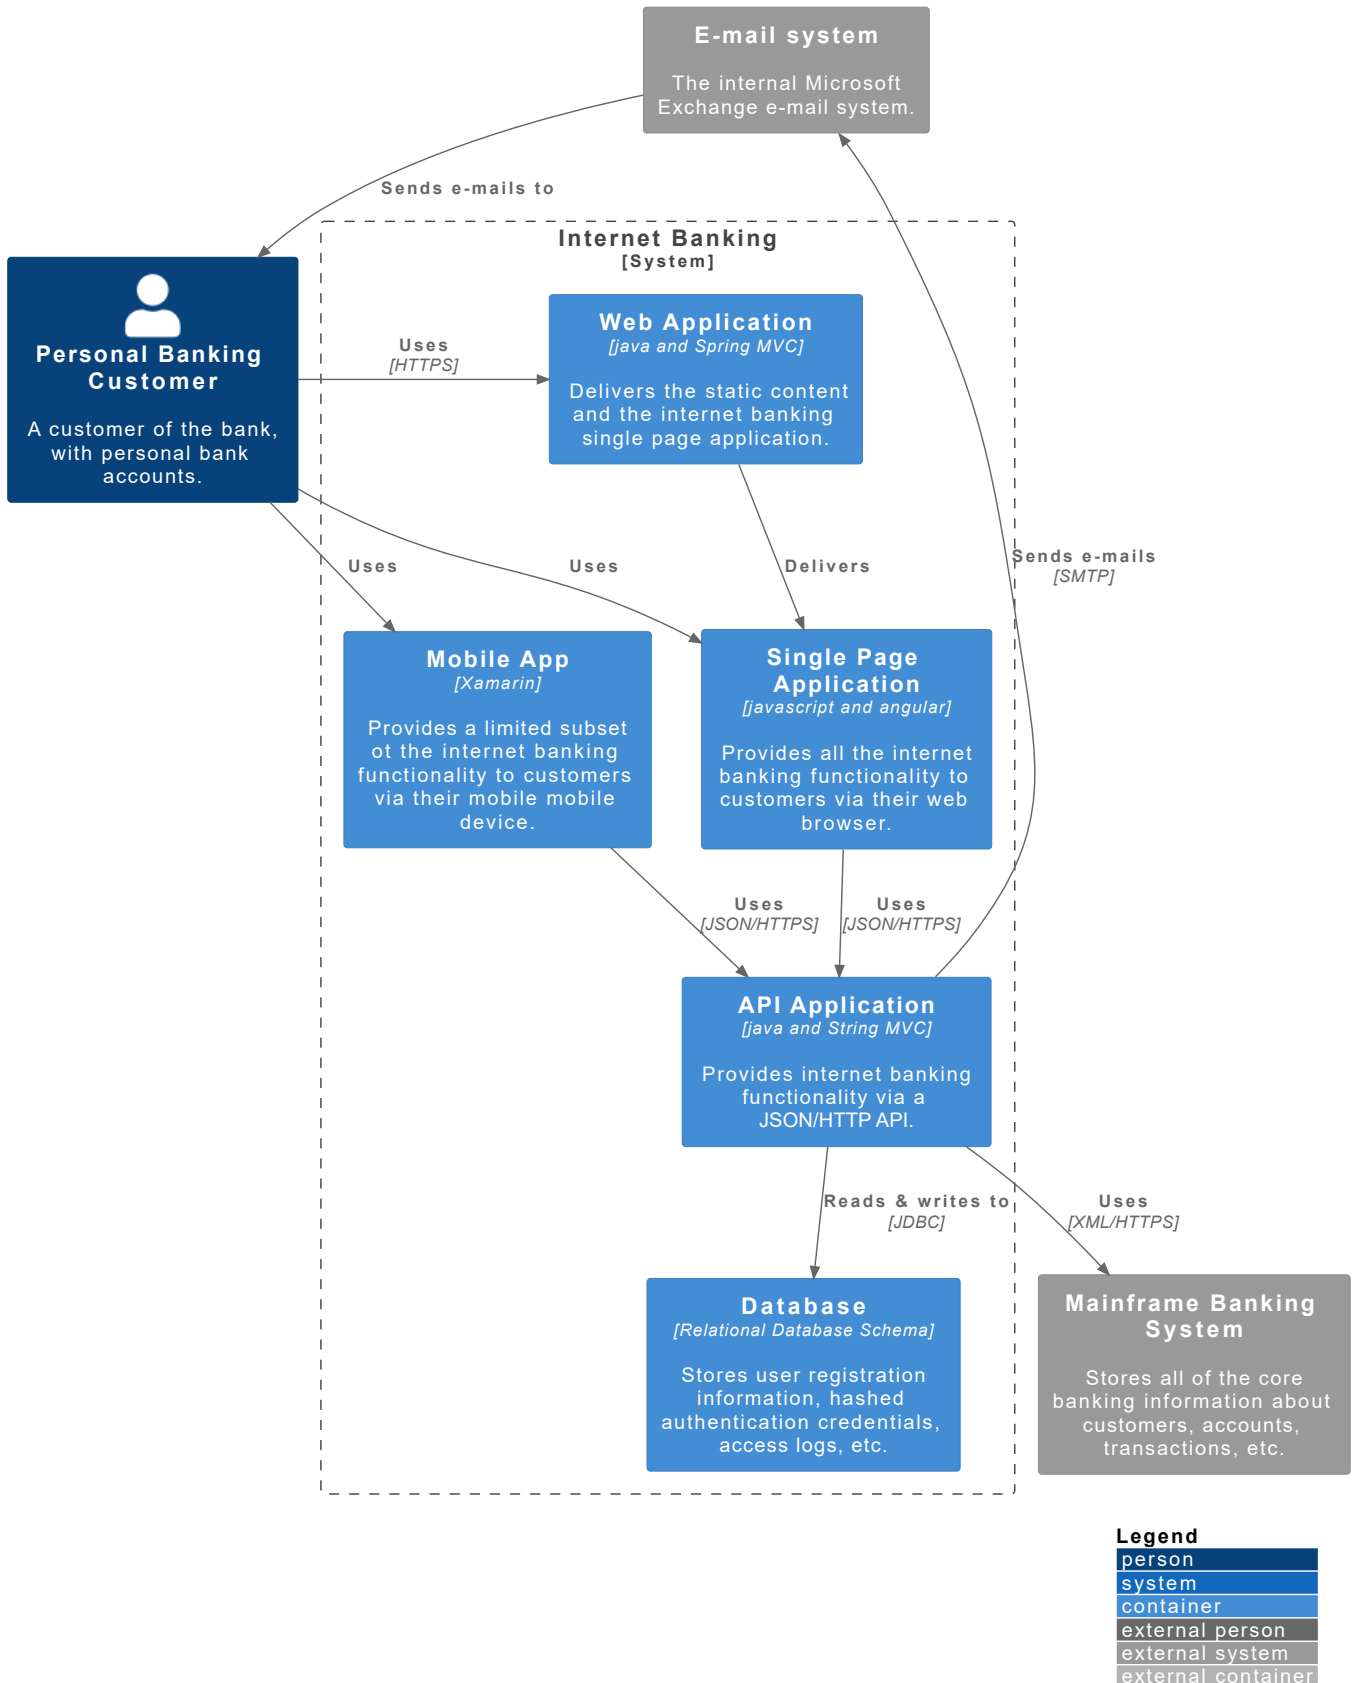 E-mail system
The internal Microsoft
Exchange e-mail system.
Sends e-mails to
Internet Banking
[System]
Personal Banking
Customer
A customer of the bank,
with personal bank
accounts.
Uses
[HTTPS]
Web Application
[java and Spring MVC]
Delivers the static content
and the internet banking
single page application.
Uses
Uses
Delivers
Sends e-mails
[SMTP]
Mobile App
[Xamarin]
Provides a limited subset
ot the internet banking
functionality to customers
via their mobile mobile
device.
Single Page
Application
[javascript and angular]
Provides all the internet
banking functionality to
customers via their web
browser.
Uses
[JSON/HTTPS]
Uses
[JSON/HTTPS]
API Application
[java and String MVC]
Provides internet banking
functionality via a
JSON/HTTP API.
Reads & writes to
[JDBC]
Uses
[XML/HTTPS]
Database
[Relational Database Schema]
Stores user registration
information, hashed
authentication credentials,
access logs, etc.
Mainframe Banking
System
Stores all of the core
banking information about
customers, accounts,
transactions, etc.
Legend
person
system
container
external person
external system
external container